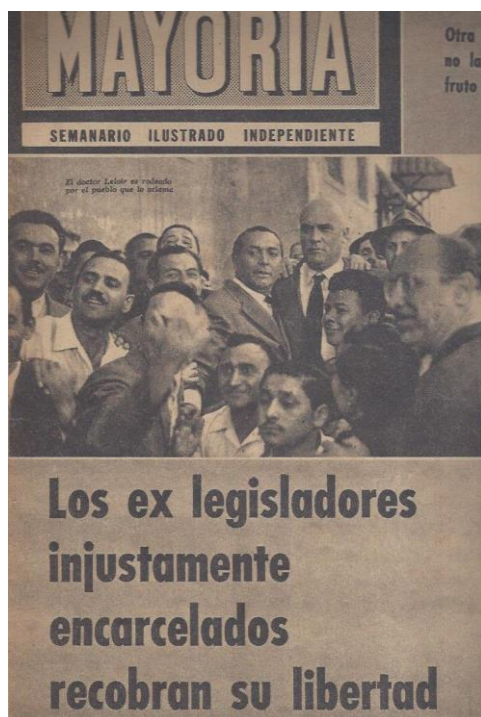 MAYORIA
Otra
no la
fruto
SEMANARIO ILUSTRADO INDEPENDIENTE
El doctor Leloir es rodeado
por el pueblo que lo aclama
Los ex legisladores
injustamente
encarcelados
recobran su libertad